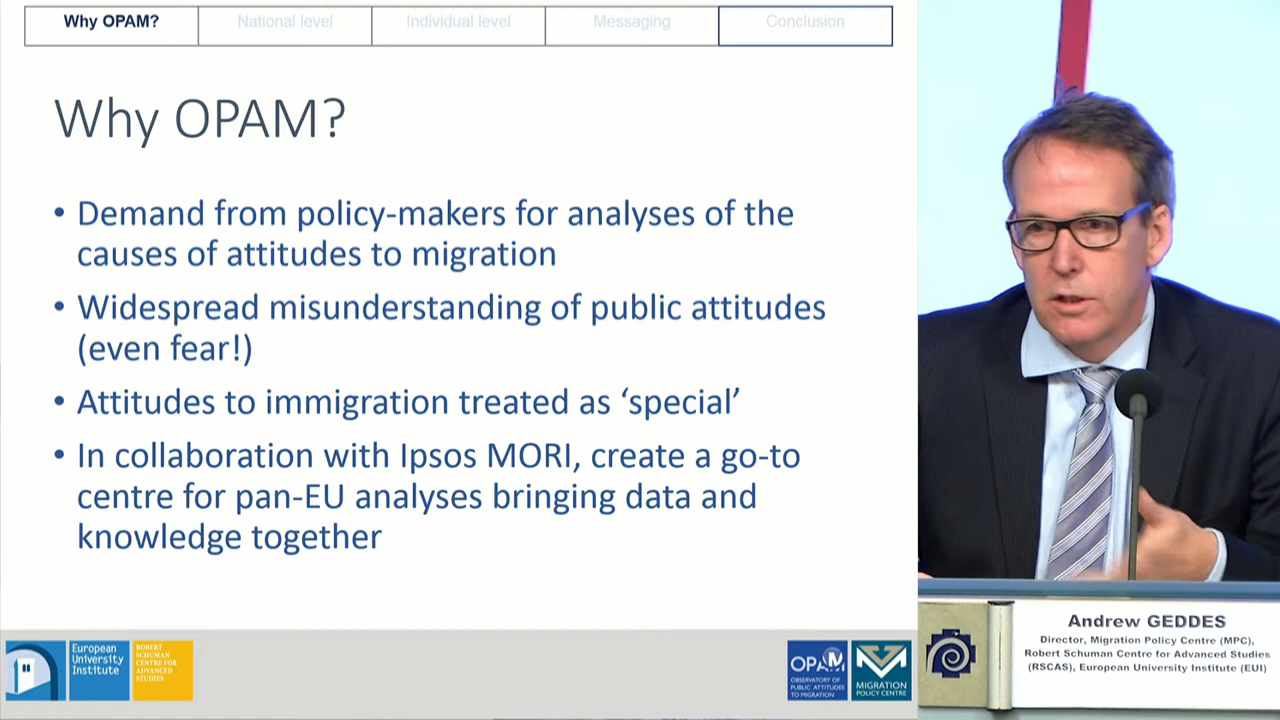 Why OPAM?
National level
Individual level
Messaging
Conclusion
Why OPAM?
• Demand from policy-makers for analyses of the
causes of attitudes to migration
• Widespread misunderstanding of public attitudes
(even fear!)
• Attitudes to immigration treated as ‘special’
• In collaboration with Ipsos MORI, create a go-to
centre for pan-EU analyses bringing data and
knowledge together
European
University
Institute
ROBERT
SCHUMAN
CENTRE FOR
ADVANCED
STUDIES
OPAM
OBSERVATORY OF
PUBLIC ATTITUDES
TO MIGRATION
MIGRATION
POLICY CENTRE
Andrew GEDDES
Director, Migration Policy Centre (MPC),
Robert Schuman Centre for Advanced Studies
(RSCAS), European University Institute (EUI)